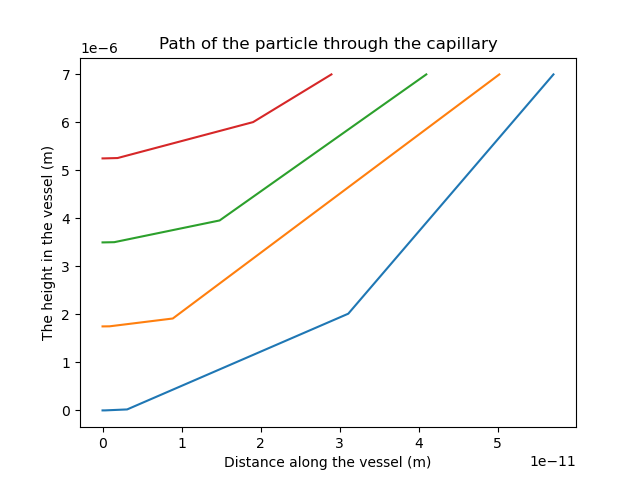 Path of the particle through the capillary
1e−6
7
6
5
4
3
2
1
0
The height in the vessel (m)
0 1 2 3 4 5
Distance along the vessel (m)
1e−11